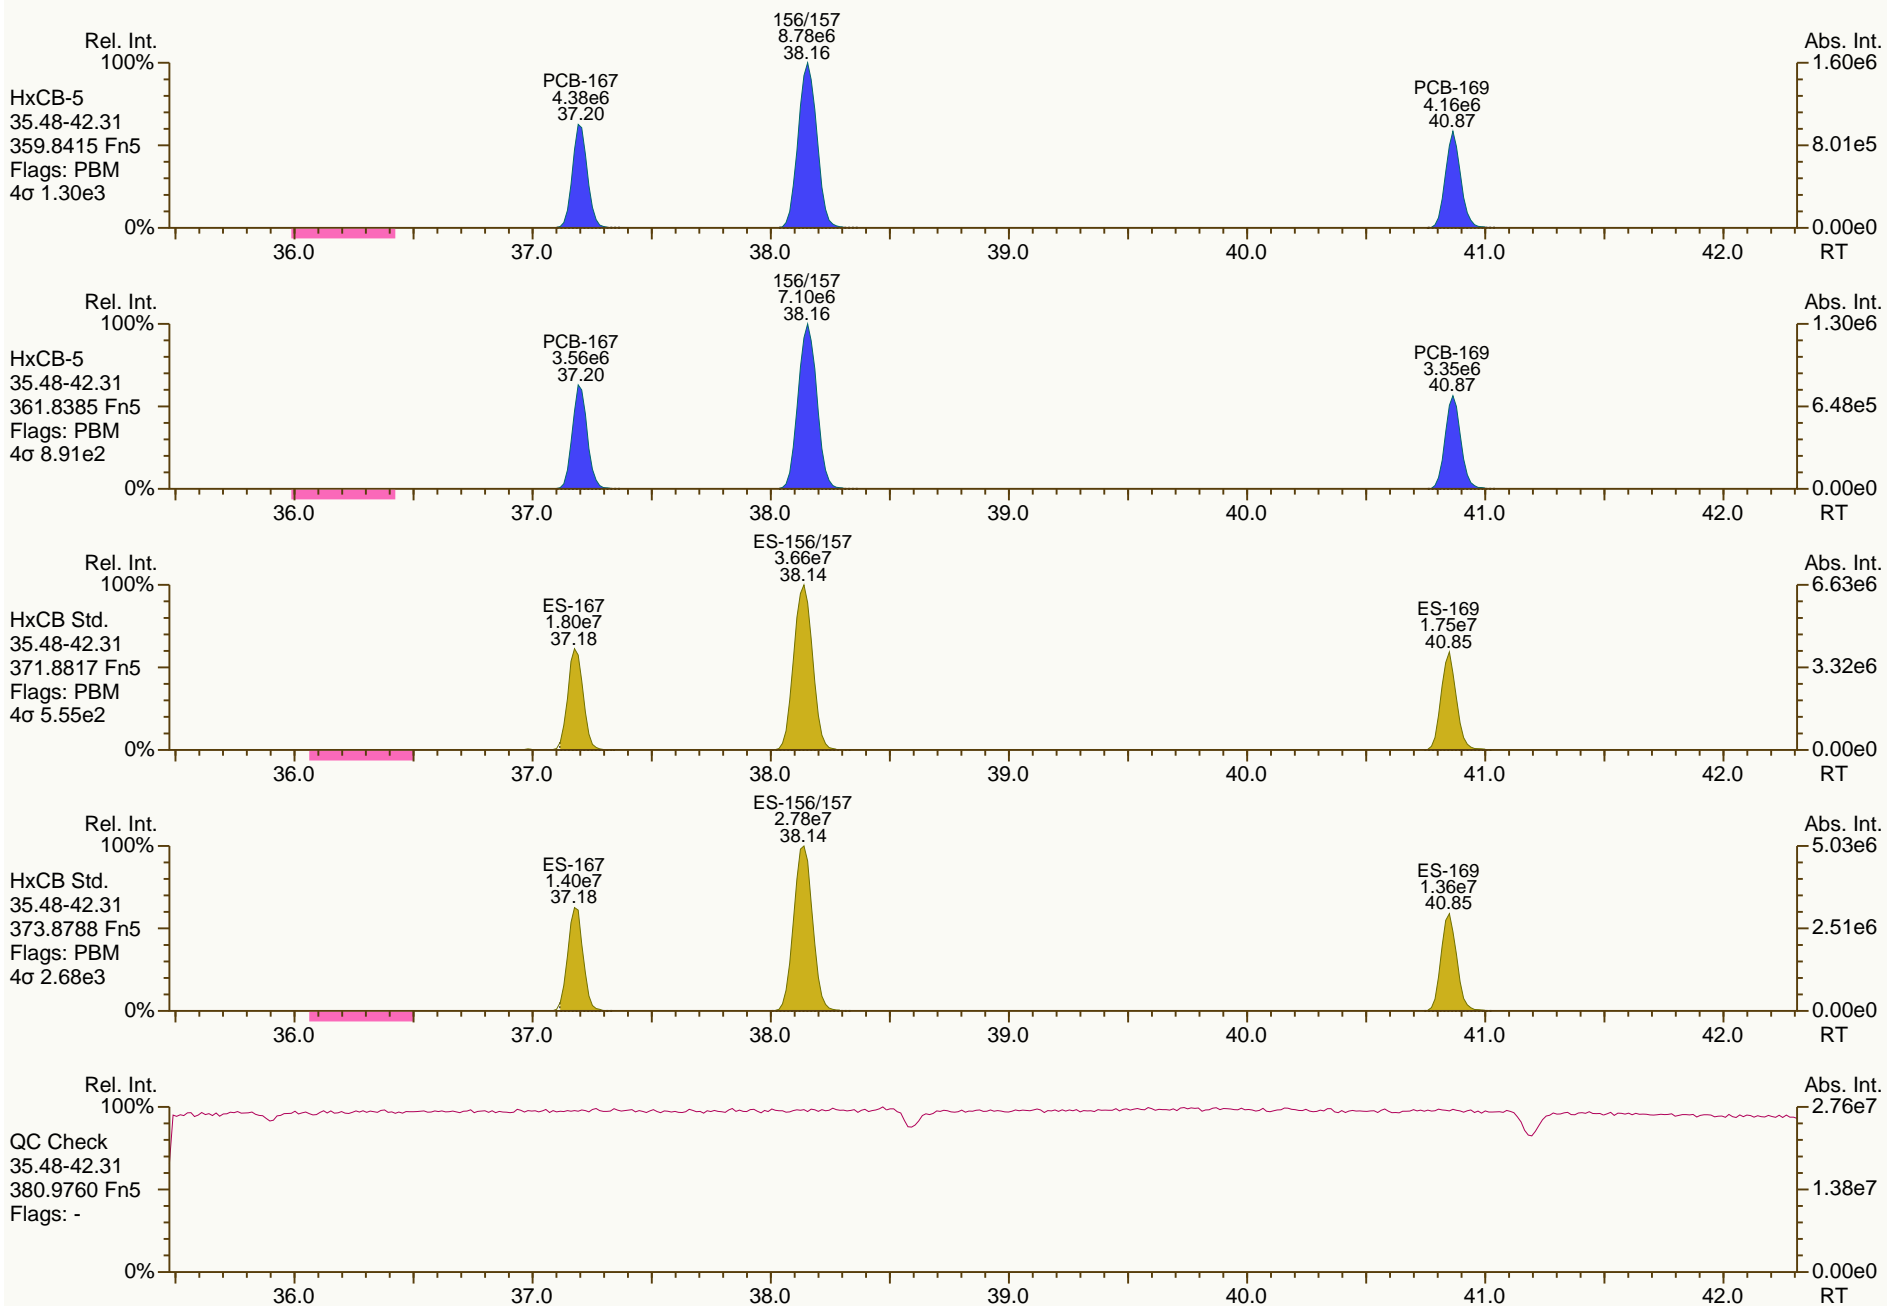 Rel. Int.
100%
0%
HxCB-5
35.48-42.31
359.8415 Fn5
Flags: PBM
4σ 1.30e3
PCB-167
4.38e6
37.20
156/157
8.78e6
38.16
PCB-169
4.16e6
40.87
Abs. Int.
1.60e6
8.01e5
0.00e0
36.0 37.0 38.0 39.0 40.0 41.0 42.0 RT
Rel. Int.
100%
0%
HxCB-5
35.48-42.31
361.8385 Fn5
Flags: PBM
4σ 8.91e2
PCB-167
3.56e6
37.20
156/157
7.10e6
38.16
PCB-169
3.35e6
40.87
Abs. Int.
1.30e6
6.48e5
0.00e0
36.0 37.0 38.0 39.0 40.0 41.0 42.0 RT
Rel. Int.
100%
0%
HxCB Std.
35.48-42.31
371.8817 Fn5
Flags: PBM
4σ 5.55e2
ES-167
1.80e7
37.18
ES-156/157
3.66e7
38.14
ES-169
1.75e7
40.85
Abs. Int.
6.63e6
3.32e6
0.00e0
36.0 37.0 38.0 39.0 40.0 41.0 42.0 RT
Rel. Int.
100%
0%
HxCB Std.
35.48-42.31
373.8788 Fn5
Flags: PBM
4σ 2.68e3
ES-167
1.40e7
37.18
ES-156/157
2.78e7
38.14
ES-169
1.36e7
40.85
Abs. Int.
5.03e6
2.51e6
0.00e0
36.0 37.0 38.0 39.0 40.0 41.0 42.0 RT
Rel. Int.
100%
0%
QC Check
35.48-42.31
380.9760 Fn5
Flags: -
Abs. Int.
2.76e7
1.38e7
0.00e0
36.0 37.0 38.0 39.0 40.0 41.0 42.0 RT